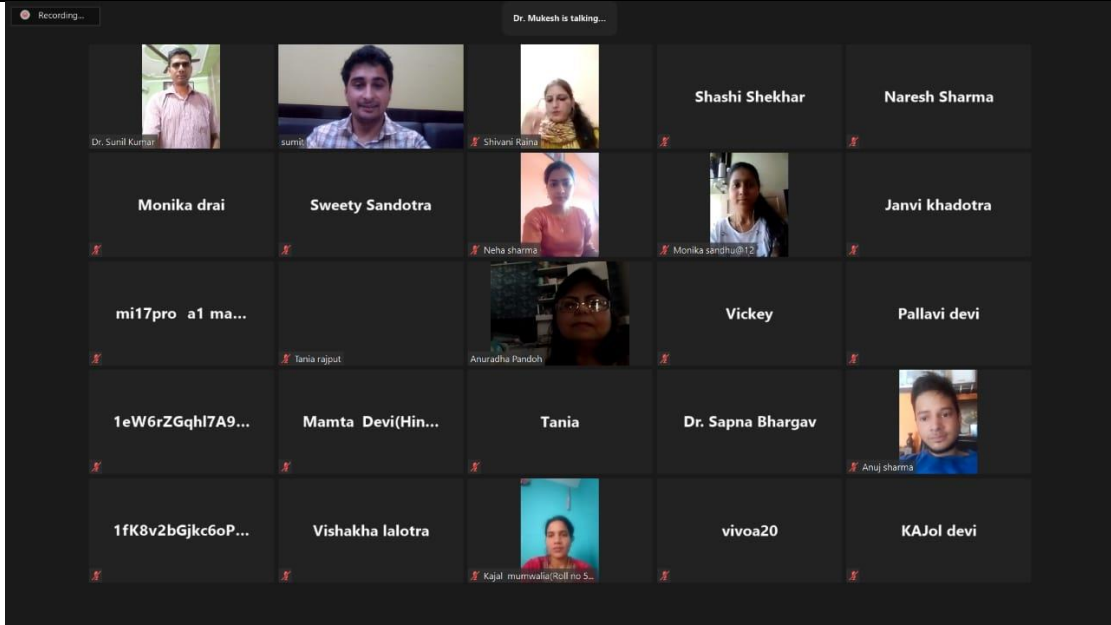 Recording...
Dr. Mukesh is talking...
Dr. Sunil Kumar
sumit
Shivani Raina
Shashi Shekhar
Naresh Sharma
Monika drai
Sweety Sandotra
Neha sharma
Monika sandhu@12
Janvi khadotra
mi17pro a1 ma...
Tania rajput
Anuradha Pandoh
Vickey
Pallavi devi
1eW6rZGqhl7A9...
Mamta Devi(Hin...
Tania
Dr. Sapna Bhargav
Anuj sharma
1fK8v2bGjkc6oP...
Vishakha lalotra
Kajal mumwalia(Roll no 5...
vivoa20
KAJol devi